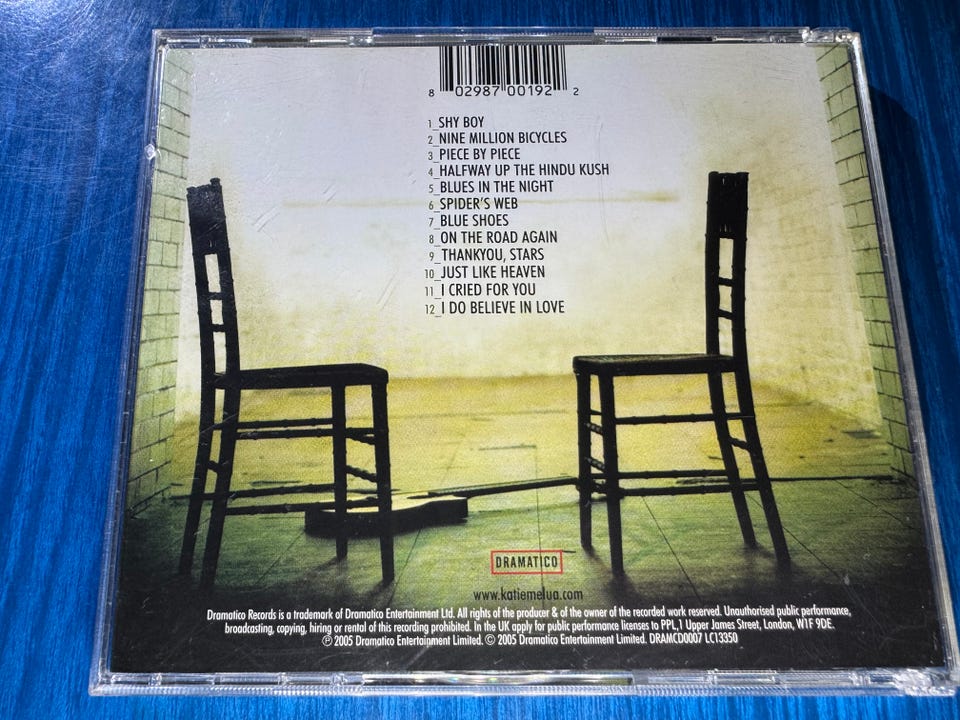 8 02987 00192 2
1_SHY BOY
2_NINE MILLION BICYCLES
3_PIECE BY PIECE
4_HALFWAY UP THE HINDU KUSH
5_BLUES IN THE NIGHT
6_SPIDER'S WEB
7_BLUE SHOES
8_ON THE ROAD AGAIN
9_THANKYOU, STARS
10_JUST LIKE HEAVEN
11_I CRIED FOR YOU
12_I DO BELIEVE IN LOVE
DRAMATICO
www.katiemelua.com
Dramatico Records is a trademark of Dramatico Entertainment Ltd. All rights of the producer & of the owner of the recorded work reserved. Unauthorised public performance,
broadcasting, copying, hiring or rental of this recording prohibited. In the UK apply for public performance licenses to PPL,1 Upper James Street, London, W1F 9DE.
℗ 2005 Dramatico Entertainment Limited. © 2005 Dramatico Entertainment Limited. DRAMCD0007 LC13350